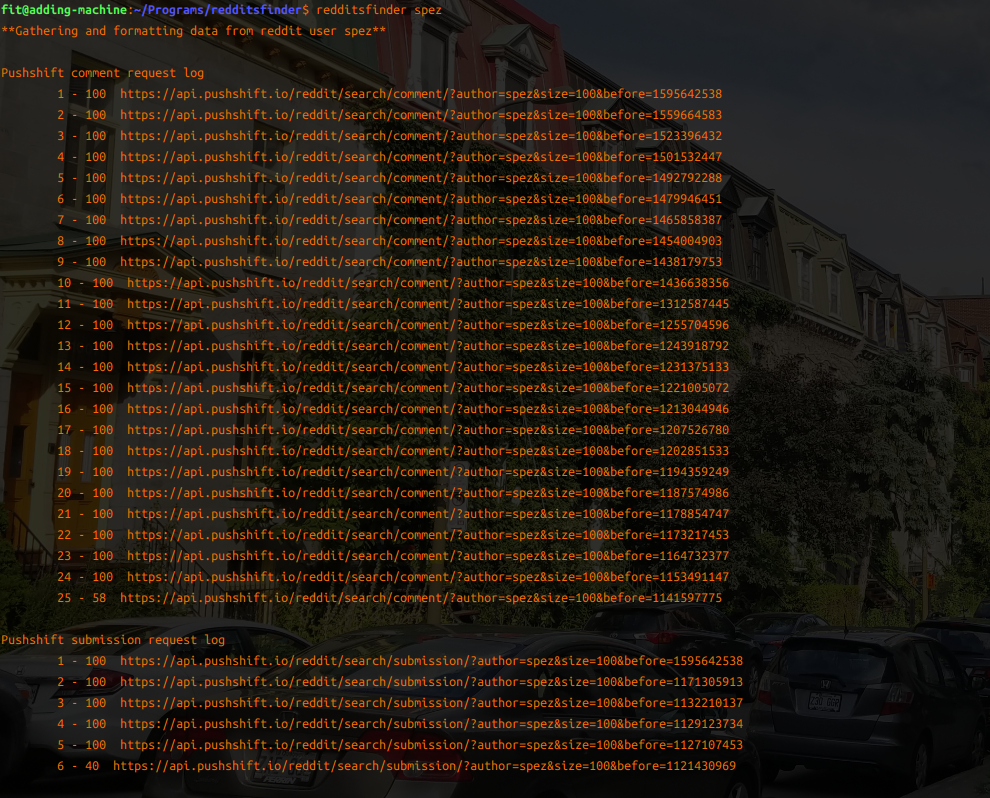 fit@adding-machine:~/Programs/redditsfinder$ redditsfinder spez
**Gathering and formatting data from reddit user spez**
Pushshift comment request log
1 - 100 https://api.pushshift.io/reddit/search/comment/?author=spez&size=100&before=1595642538
2 - 100 https://api.pushshift.io/reddit/search/comment/?author=spez&size=100&before=1559664583
3 - 100 https://api.pushshift.io/reddit/search/comment/?author=spez&size=100&before=1523396432
4 - 100 https://api.pushshift.io/reddit/search/comment/?author=spez&size=100&before=1501532447
5 - 100 https://api.pushshift.io/reddit/search/comment/?author=spez&size=100&before=1492792288
6 - 100 https://api.pushshift.io/reddit/search/comment/?author=spez&size=100&before=1479946451
7 - 100 https://api.pushshift.io/reddit/search/comment/?author=spez&size=100&before=1465858387
8 - 100 https://api.pushshift.io/reddit/search/comment/?author=spez&size=100&before=1454004903
9 - 100 https://api.pushshift.io/reddit/search/comment/?author=spez&size=100&before=1438179753
10 - 100 https://api.pushshift.io/reddit/search/comment/?author=spez&size=100&before=1436638356
11 - 100 https://api.pushshift.io/reddit/search/comment/?author=spez&size=100&before=1312587445
12 - 100 https://api.pushshift.io/reddit/search/comment/?author=spez&size=100&before=1255704596
13 - 100 https://api.pushshift.io/reddit/search/comment/?author=spez&size=100&before=1243918792
14 - 100 https://api.pushshift.io/reddit/search/comment/?author=spez&size=100&before=1231375133
15 - 100 https://api.pushshift.io/reddit/search/comment/?author=spez&size=100&before=1221005072
16 - 100 https://api.pushshift.io/reddit/search/comment/?author=spez&size=100&before=1213044946
17 - 100 https://api.pushshift.io/reddit/search/comment/?author=spez&size=100&before=1207526780
18 - 100 https://api.pushshift.io/reddit/search/comment/?author=spez&size=100&before=1202851533
19 - 100 https://api.pushshift.io/reddit/search/comment/?author=spez&size=100&before=1194359249
20 - 100 https://api.pushshift.io/reddit/search/comment/?author=spez&size=100&before=1187574986
21 - 100 https://api.pushshift.io/reddit/search/comment/?author=spez&size=100&before=1178854747
22 - 100 https://api.pushshift.io/reddit/search/comment/?author=spez&size=100&before=1173217453
23 - 100 https://api.pushshift.io/reddit/search/comment/?author=spez&size=100&before=1164732377
24 - 100 https://api.pushshift.io/reddit/search/comment/?author=spez&size=100&before=1153491147
25 - 58 https://api.pushshift.io/reddit/search/comment/?author=spez&size=100&before=1141597775
Pushshift submission request log
1 - 100 https://api.pushshift.io/reddit/search/submission/?author=spez&size=100&before=1595642538
2 - 100 https://api.pushshift.io/reddit/search/submission/?author=spez&size=100&before=1171305913
3 - 100 https://api.pushshift.io/reddit/search/submission/?author=spez&size=100&before=1132210137
4 - 100 https://api.pushshift.io/reddit/search/submission/?author=spez&size=100&before=1129123734
5 - 100 https://api.pushshift.io/reddit/search/submission/?author=spez&size=100&before=1127107453
6 - 40 https://api.pushshift.io/reddit/search/submission/?author=spez&size=100&before=1121430969